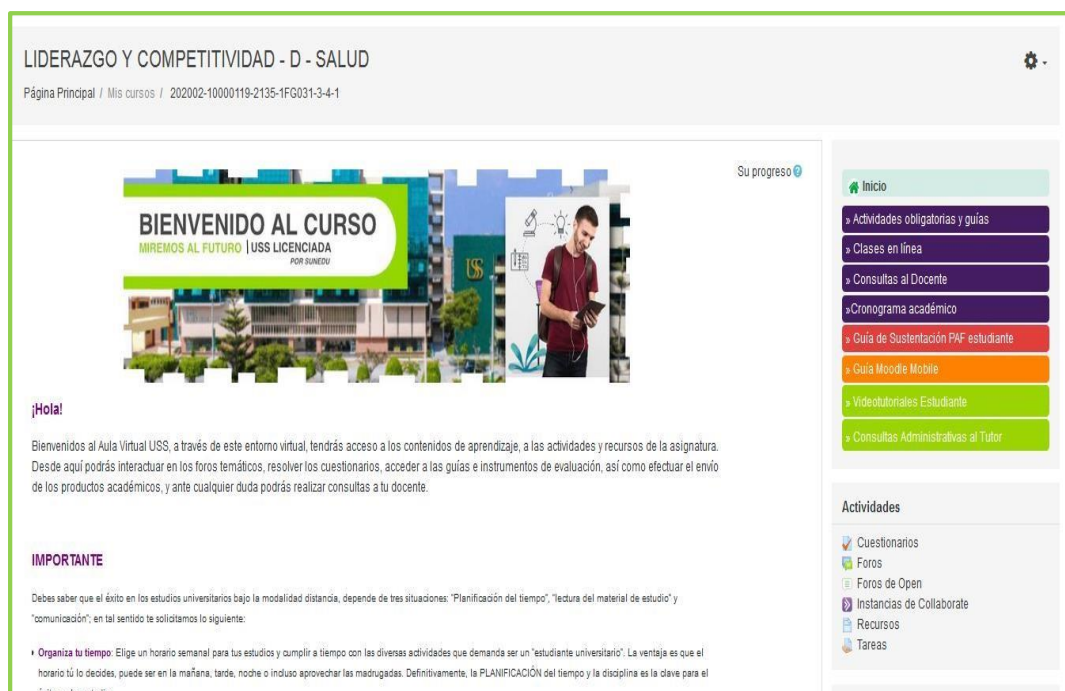 LIDERAZGO Y COMPETITIVIDAD - D - SALUD
Página Principal / Mis cursos / 202002-10000119-2135-1FG031-3-4-1
Su progreso
BIENVENIDO AL CURSO
MIREMOS AL FUTURO | USS LICENCIADA
POR SUNEDU
USS
¡Hola!
Bienvenidos al Aula Virtual USS, a través de este entorno virtual, tendrás acceso a los contenidos de aprendizaje, a las actividades y recursos de la asignatura.
Desde aquí podrás interactuar en los foros temáticos, resolver los cuestionarios, acceder a las guías e instrumentos de evaluación, así como efectuar el envío
de los productos académicos, y ante cualquier duda podrás realizar consultas a tu docente.
IMPORTANTE
Debes saber que el éxito en los estudios universitarios bajo la modalidad distancia, depende de tres situaciones: "Planificación del tiempo", "lectura del material de estudio" y
"comunicación"; en tal sentido te solicitamos lo siguiente:
Organiza tu tiempo: Elige un horario semanal para tus estudios y cumplir a tiempo con las diversas actividades que demanda ser un "estudiante universitario". La ventaja es que el
horario tú lo decides, puede ser en la mañana, tarde, noche o incluso aprovechar las madrugadas. Definitivamente, la PLANIFICACIÓN del tiempo y la disciplina es la clave para el
Inicio
» Actividades obligatorias y guías
» Clases en línea
» Consultas al Docente
»Cronograma académico
» Guía de Sustentación PAF estudiante
» Guía Moodle Mobile
» Videotutoriales Estudiante
» Consultas Administrativas al Tutor
Actividades
Cuestionarios
Foros
Foros de Open
Instancias de Collaborate
Recursos
Tareas